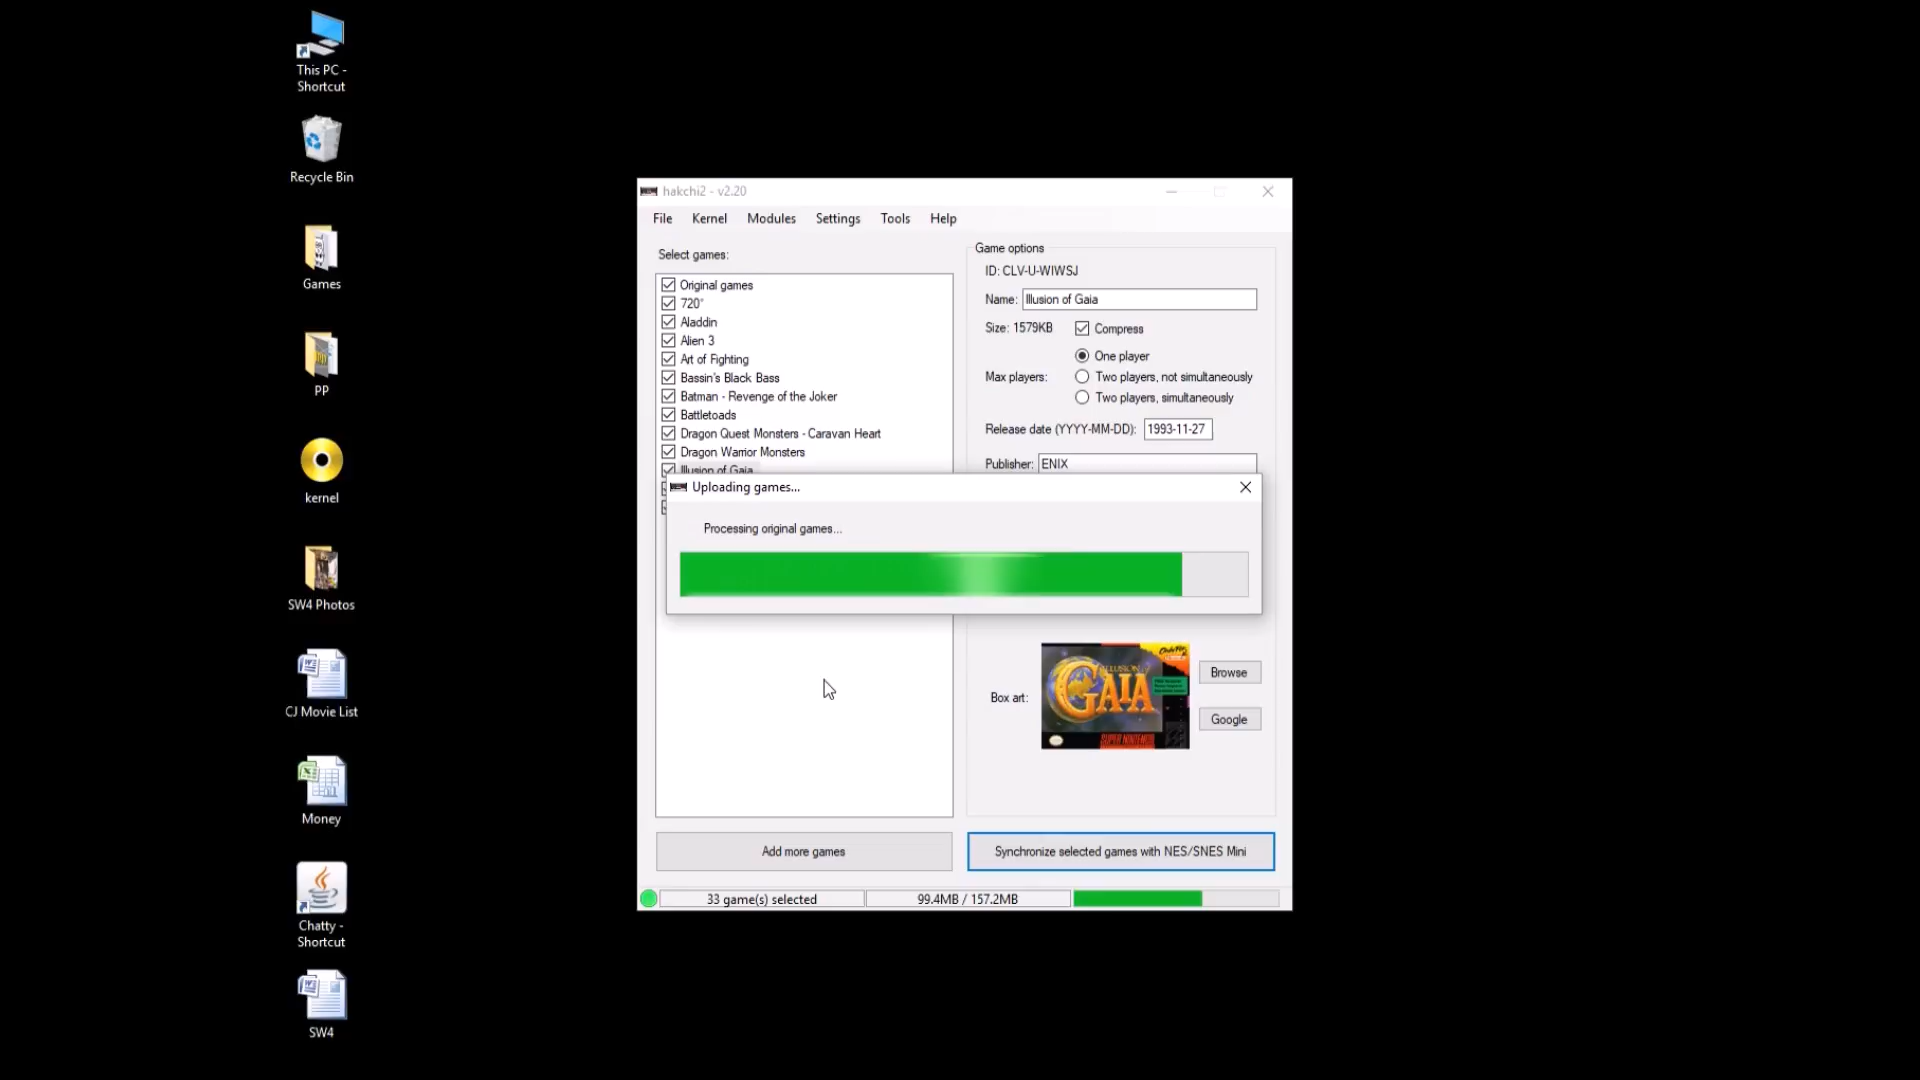 This PC -
Shortcut
Recycle Bin
Games
PP
kernel
SW4 Photos
CJ Movie List
Money
Chatty -
Shortcut
SW4
hakchi2 - v2.20
File Kernel Modules Settings Tools Help
Select games:
Original games
720°
Aladdin
Alien 3
Art of Fighting
Bassin's Black Bass
Batman - Revenge of the Joker
Battletoads
Dragon Quest Monsters - Caravan Heart
Dragon Warrior Monsters
Illusion of Gaia
Game options
ID: CLV-U-WIWSJ
Name: Illusion of Gaia
Size: 1579KB Compress
One player
Max players: Two players, not simultaneously
Two players, simultaneously
Release date (YYYY-MM-DD): 1993-11-27
Publisher: ENIX
Uploading games...
Processing original games...
Box art:
ILLUSION OF
GAIA
SUPER NINTENDO
Browse
Google
Add more games
Synchronize selected games with NES/SNES Mini
33 game(s) selected
99.4MB / 157.2MB